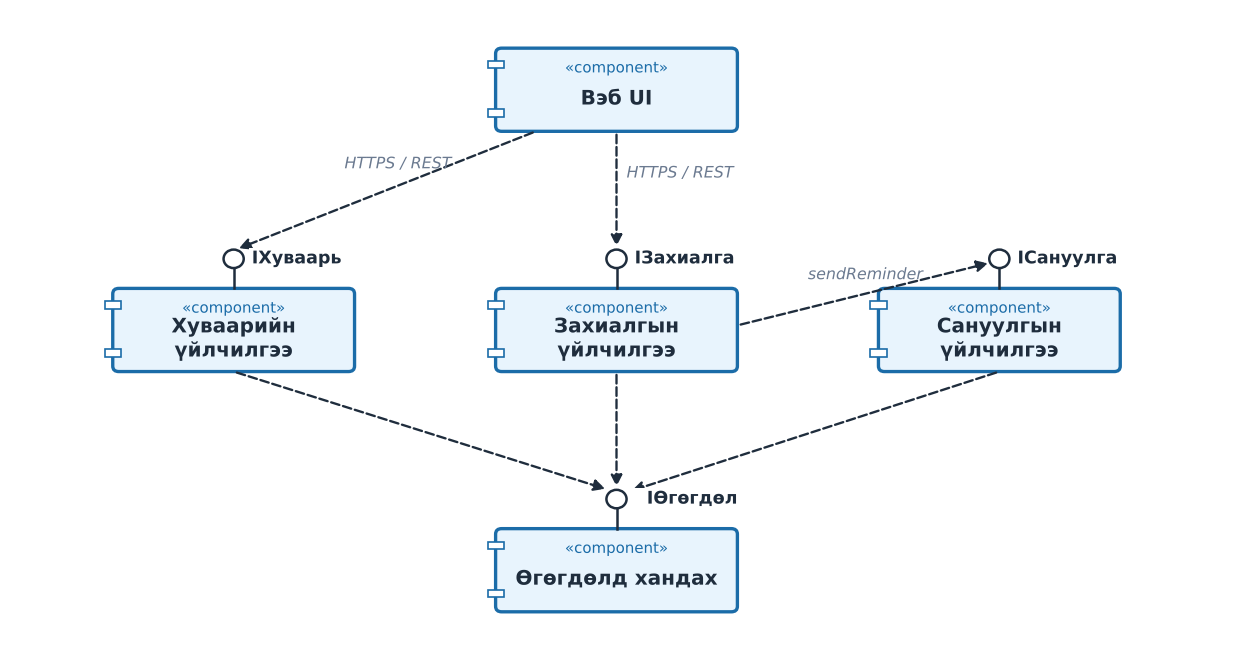 «component»
Вэб UI
HTTPS / REST
HTTPS / REST
IХуваарь
IЗахиалга
IСануулга
sendReminder
«component»
Хуваарийн
үйлчилгээ
«component»
Захиалгын
үйлчилгээ
«component»
Сануулгын
үйлчилгээ
IӨгөгдөл
«component»
Өгөгдөлд хандах